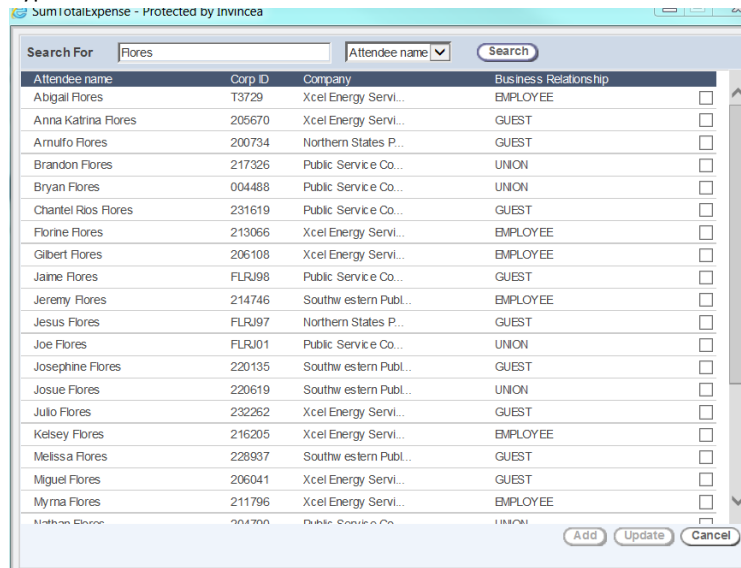 SumTotalExpense - Protected by Invincea
Search For Flores Attendee name Search
Attendee name Corp ID Company Business Relationship
Abigail Flores T3729 Xcel Energy Servi... EMPLOYEE
Anna Katrina Flores 205670 Xcel Energy Servi... GUEST
Arnulfo Flores 200734 Northern States P... GUEST
Brandon Flores 217326 Public Service Co... UNION
Bryan Flores 004488 Public Service Co... UNION
Chantel Rios Flores 231619 Public Service Co... GUEST
Florine Flores 213066 Xcel Energy Servi... EMPLOYEE
Gilbert Flores 206108 Xcel Energy Servi... EMPLOYEE
Jaime Flores FLRJ98 Public Service Co... GUEST
Jeremy Flores 214746 Southwestern Publ... EMPLOYEE
Jesus Flores FLRJ97 Northern States P... GUEST
Joe Flores FLRJ01 Public Service Co... UNION
Josephine Flores 220135 Southwestern Publ... GUEST
Josue Flores 220619 Southwestern Publ... UNION
Julio Flores 232262 Xcel Energy Servi... GUEST
Kelsey Flores 216205 Xcel Energy Servi... EMPLOYEE
Melissa Flores 228937 Southwestern Publ... GUEST
Miguel Flores 206041 Xcel Energy Servi... GUEST
Myrna Flores 211796 Xcel Energy Servi... EMPLOYEE
Nathan Flores 204790 Public Service Co... UNION
Add Update Cancel